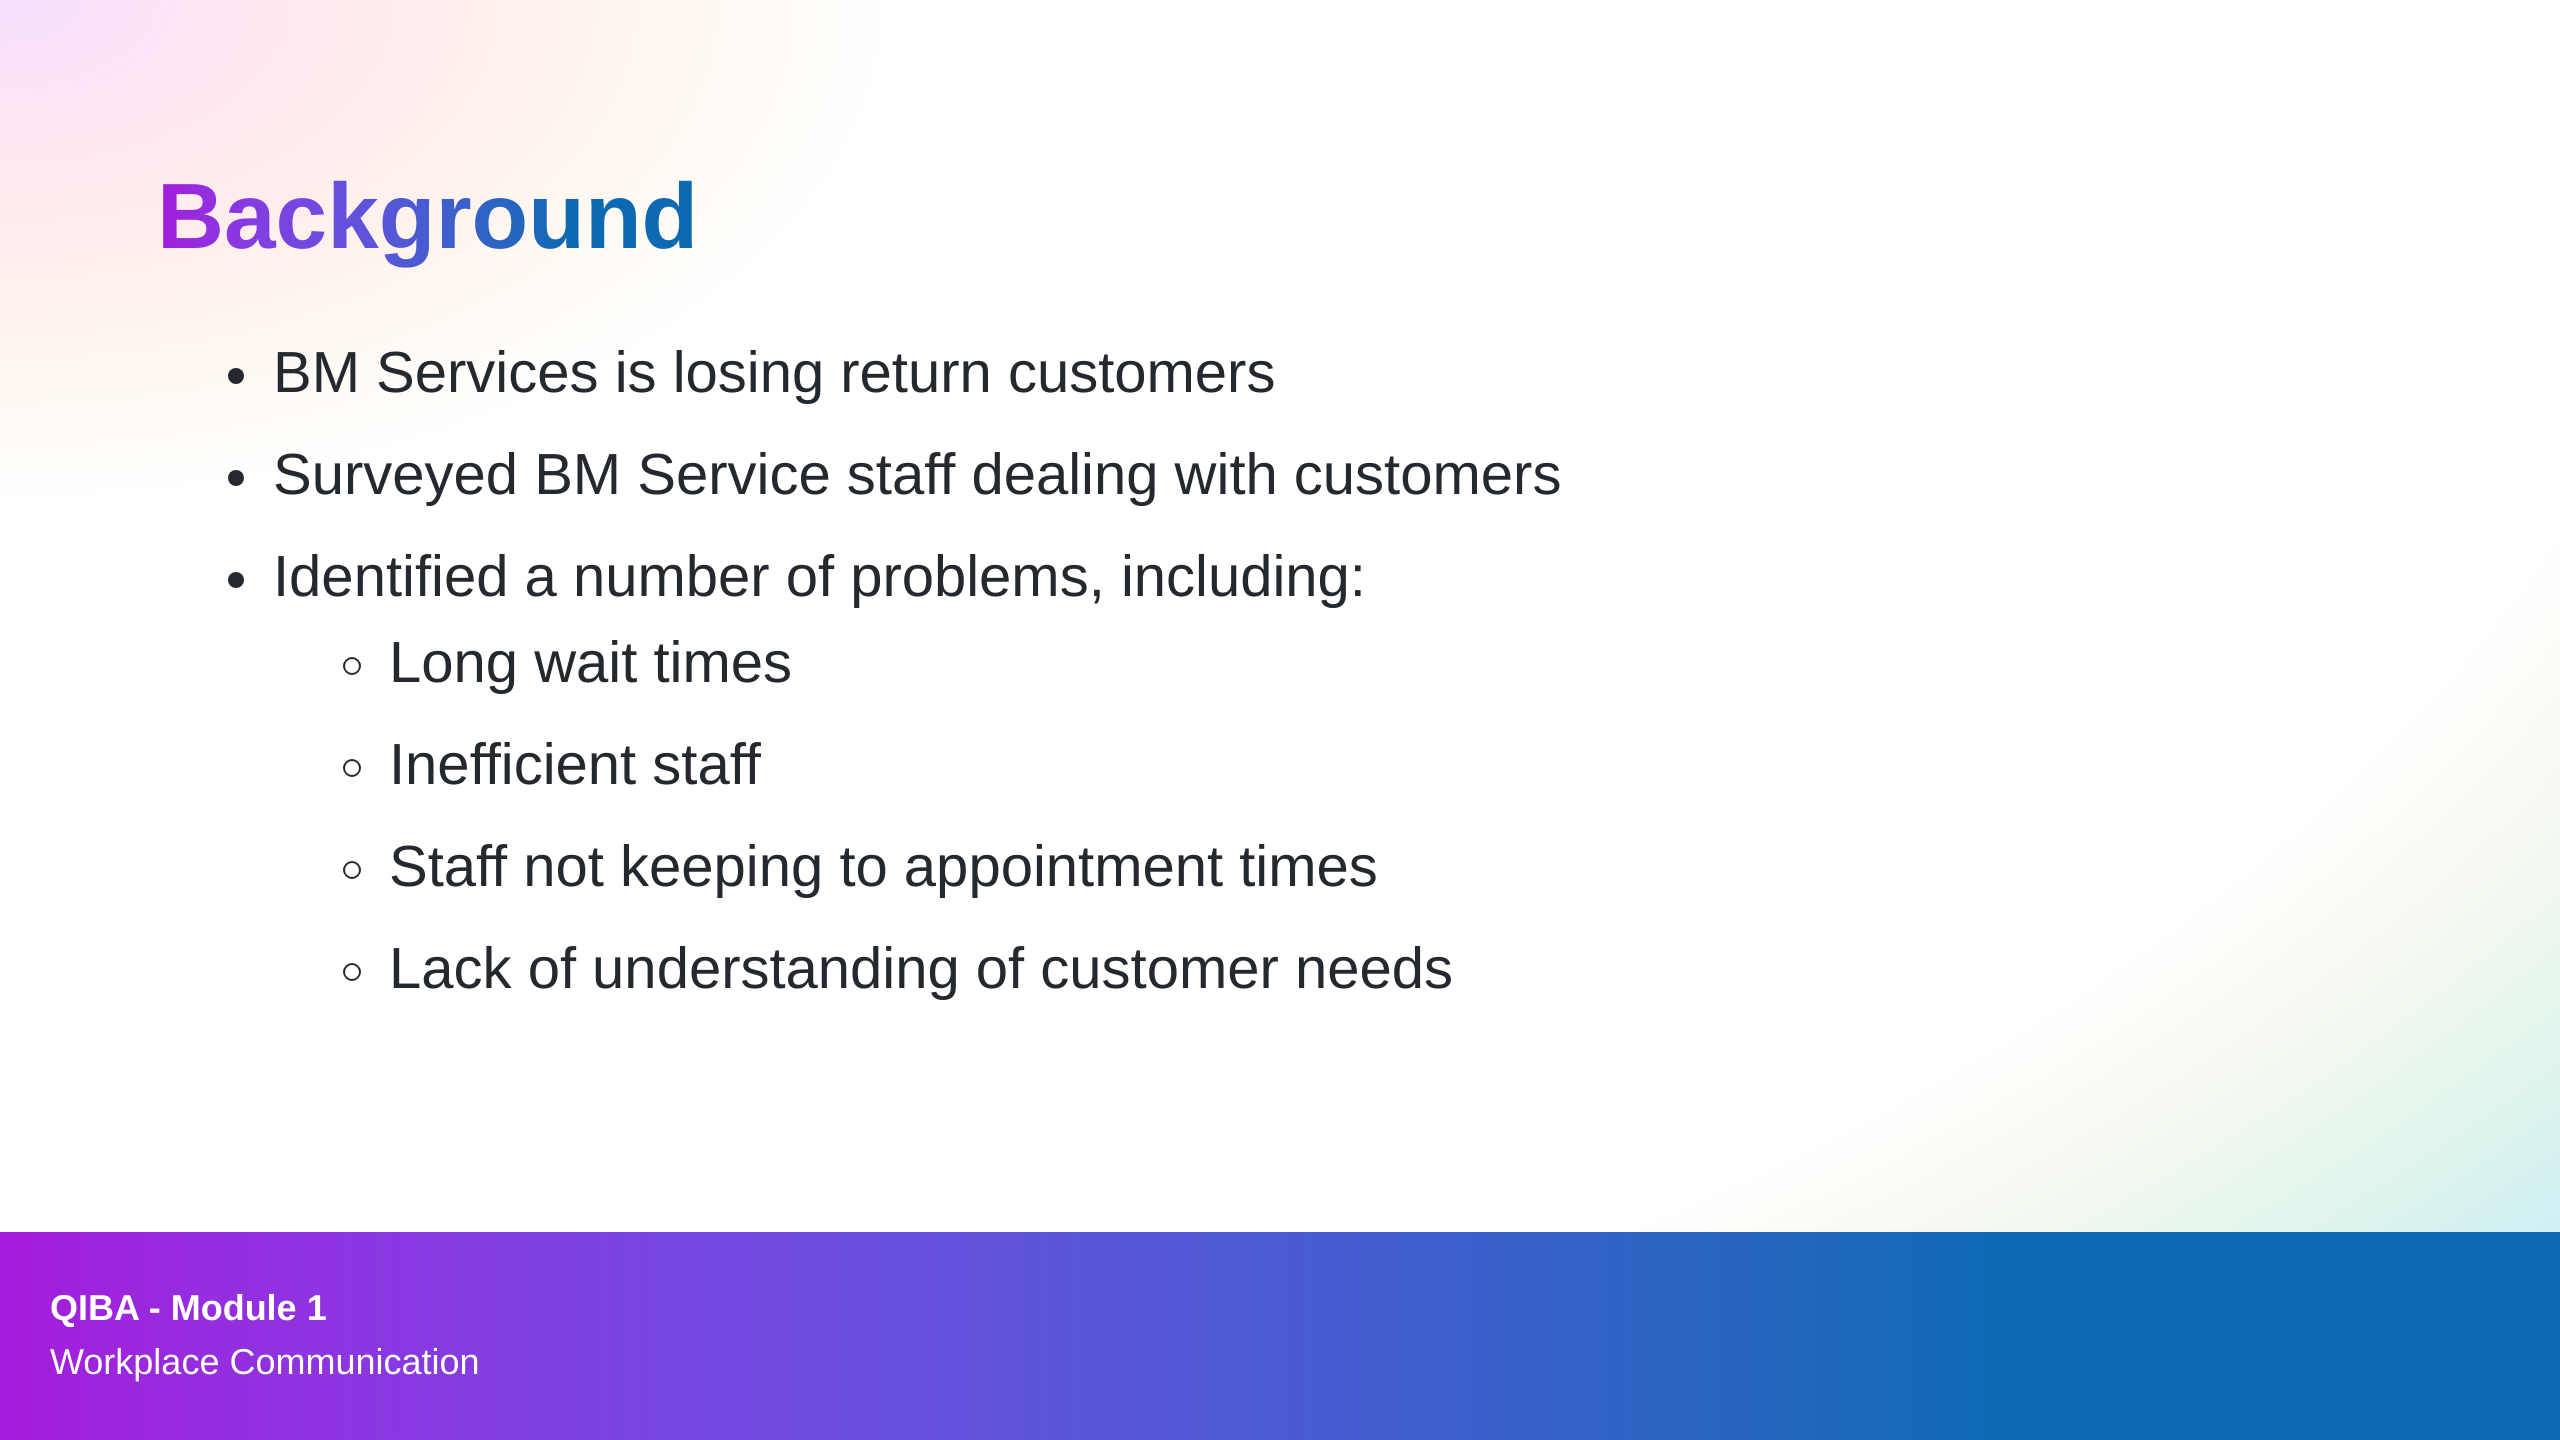 Background
• BM Services is losing return customers
• Surveyed BM Service staff dealing with customers
• Identified a number of problems, including:
○ Long wait times
○ Inefficient staff
○ Staff not keeping to appointment times
○ Lack of understanding of customer needs
QIBA - Module 1
Workplace Communication